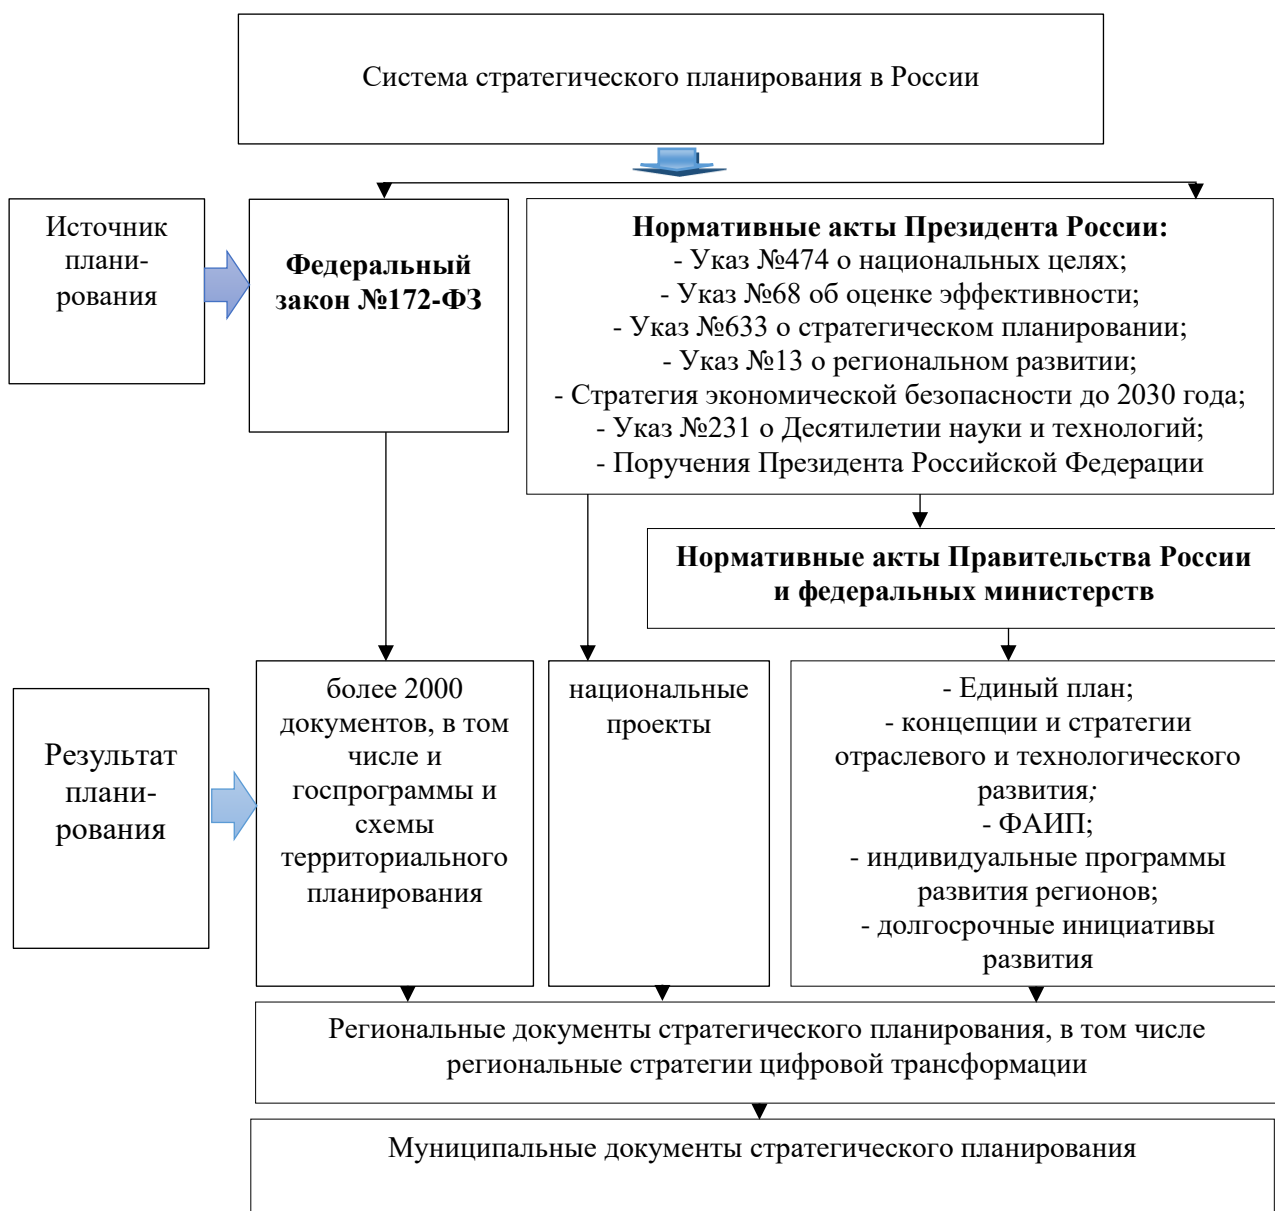 Система стратегического планирования в России
Источник
плани-
рования
Федеральный
закон №172-ФЗ
Нормативные акты Президента России:
- Указ №474 о национальных целях;
- Указ №68 об оценке эффективности;
- Указ №633 о стратегическом планировании;
- Указ №13 о региональном развитии;
- Стратегия экономической безопасности до 2030 года;
- Указ №231 о Десятилетии науки и технологий;
- Поручения Президента Российской Федерации
Нормативные акты Правительства России
и федеральных министерств
Результат
плани-
рования
более 2000
документов, в том
числе и
госпрограммы и
схемы
территориального
планирования
национальные
проекты
- Единый план;
- концепции и стратегии
отраслевого и технологического
развития;
- ФАИП;
- индивидуальные программы
развития регионов;
- долгосрочные инициативы
развития
Региональные документы стратегического планирования, в том числе
региональные стратегии цифровой трансформации
Муниципальные документы стратегического планирования